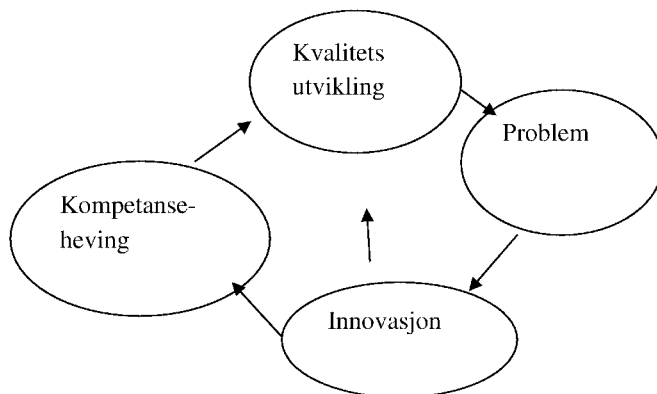 Kvalitets
utvikling
Problem
Kompetanse-
heving
Innovasjon